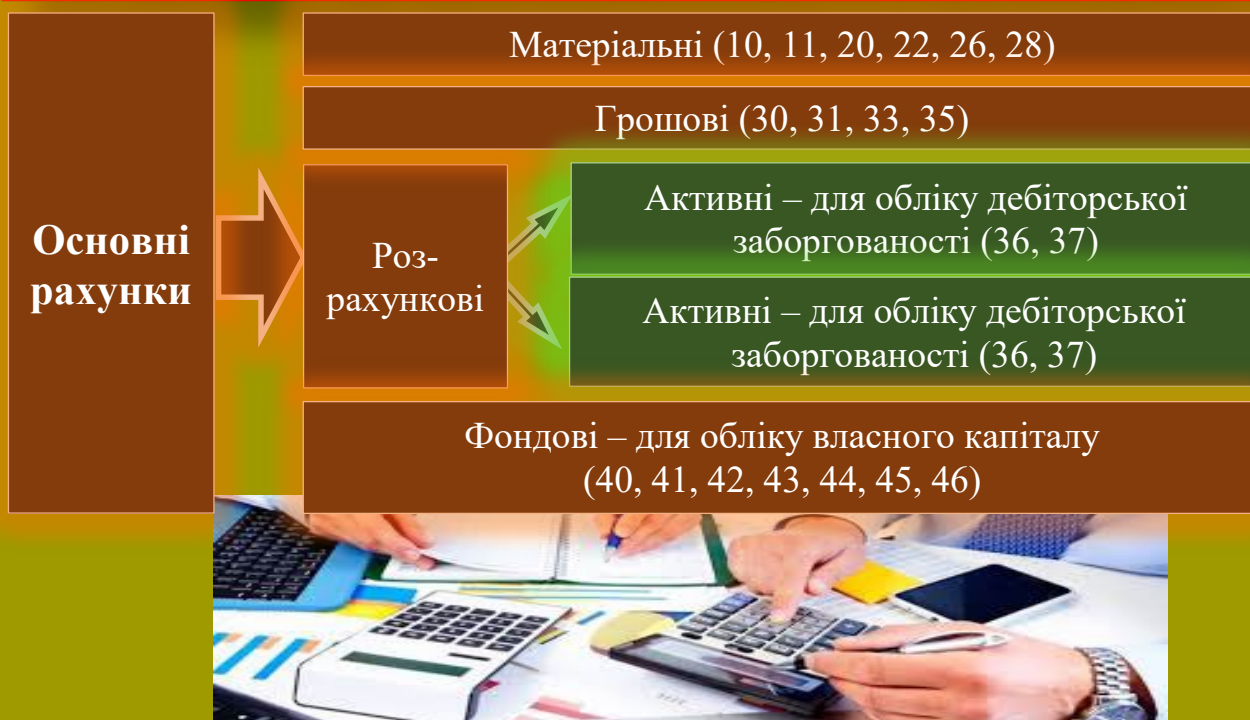 Основні
рахунки
Матеріальні (10, 11, 20, 22, 26, 28)
Грошові (30, 31, 33, 35)
Роз-
рахункові
Активні – для обліку дебіторської
заборгованості (36, 37)
Активні – для обліку дебіторської
заборгованості (36, 37)
Фондові – для обліку власного капіталу
(40, 41, 42, 43, 44, 45, 46)